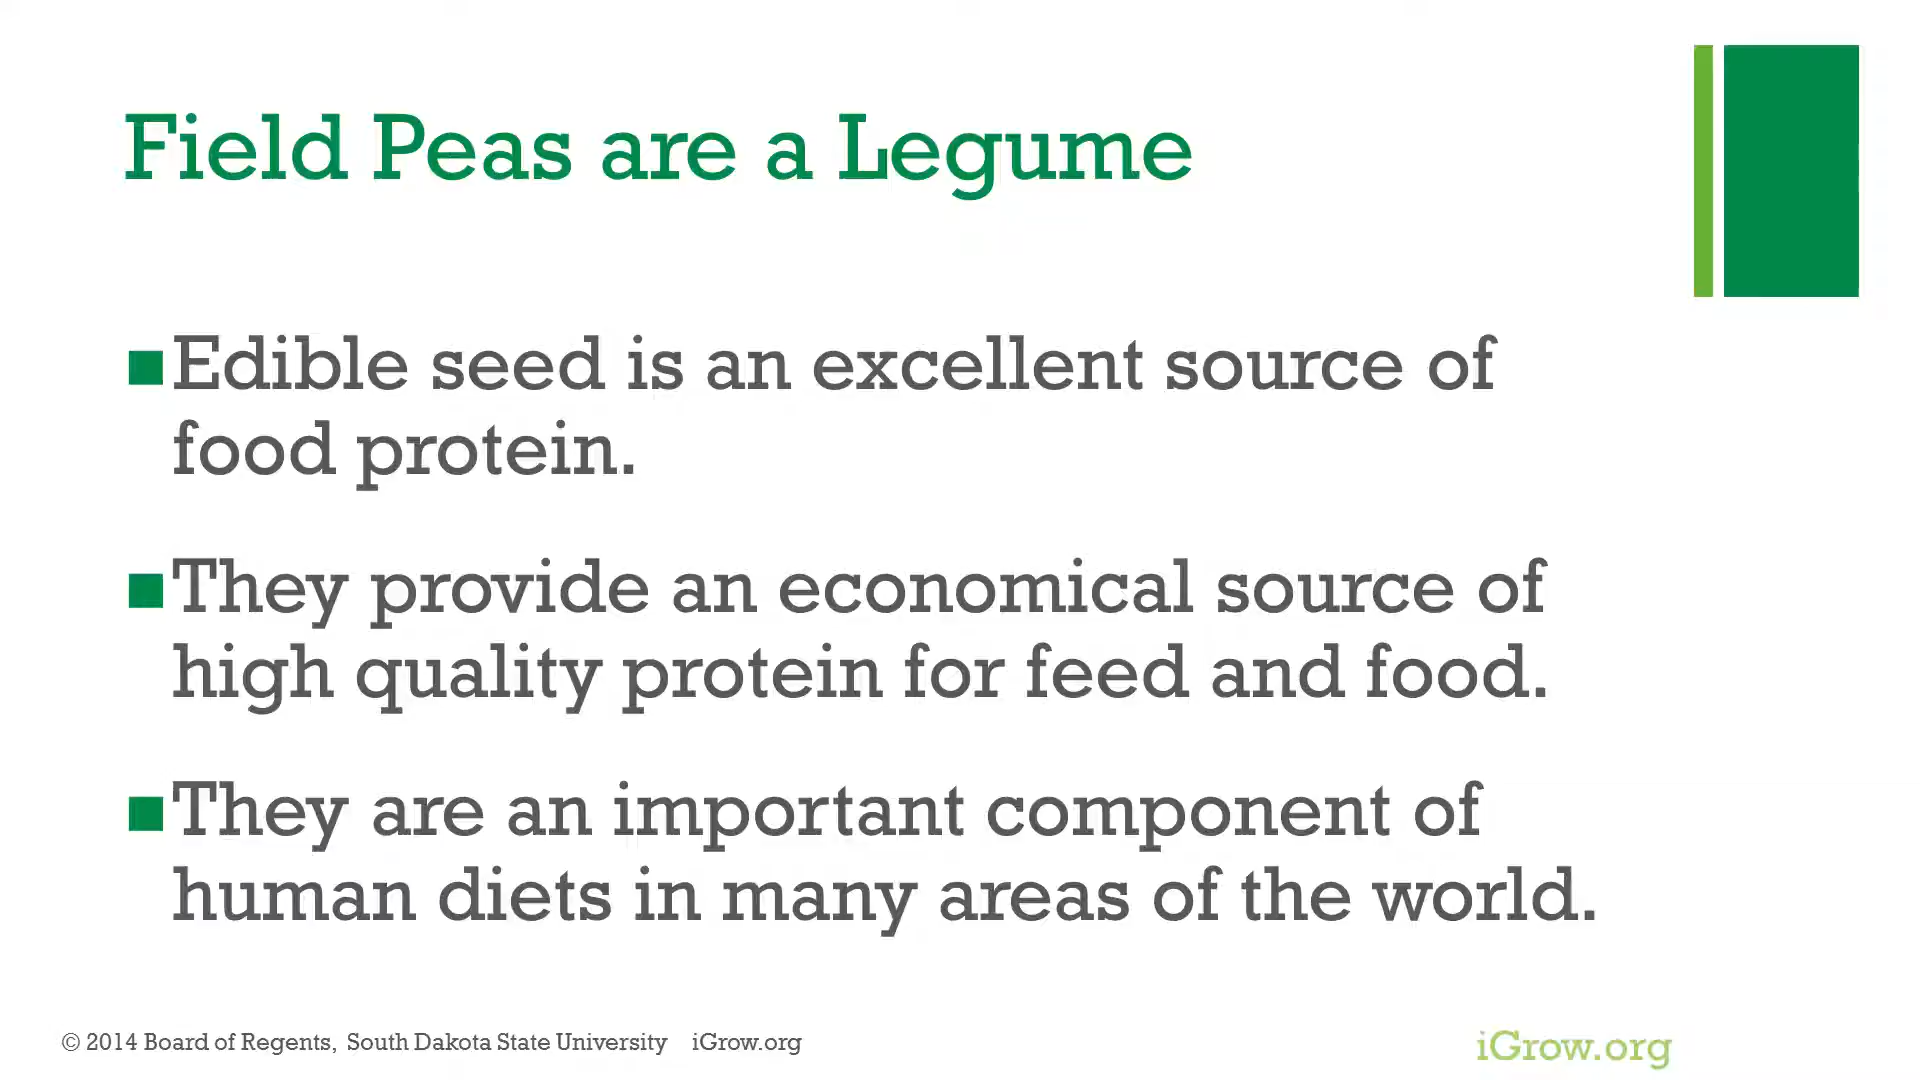 Field Peas are a Legume
Edible seed is an excellent source of
food protein.
They provide an economical source of
high quality protein for feed and food.
They are an important component of
human diets in many areas of the world.
© 2014 Board of Regents, South Dakota State University iGrow.org
iGrow.org